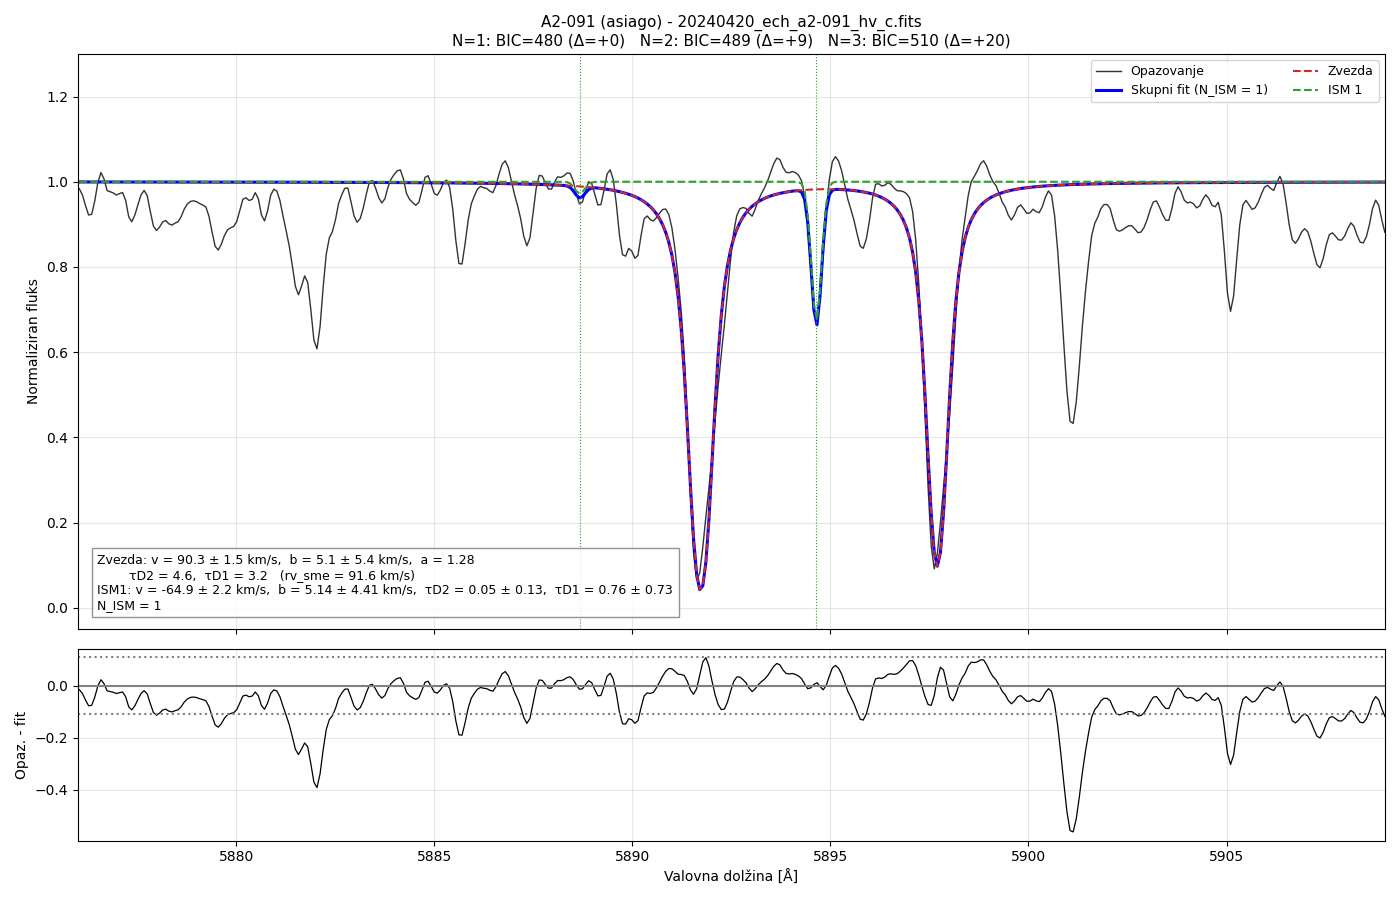 A2-091 (asiago) - 20240420_ech_a2-091_hv_c.fits
N=1: BIC=480 (Δ=+0)   N=2: BIC=489 (Δ=+9)   N=3: BIC=510 (Δ=+20)
Opazovanje
Skupni fit (N_ISM = 1)
Zvezda
ISM 1
Normaliziran fluks
1.2
1.0
0.8
0.6
0.4
0.2
0.0
Zvezda: v = 90.3 ± 1.5 km/s,  b = 5.1 ± 5.4 km/s,  a = 1.28
τD2 = 4.6,  τD1 = 3.2   (rv_sme = 91.6 km/s)
ISM1: v = -64.9 ± 2.2 km/s,  b = 5.14 ± 4.41 km/s,  τD2 = 0.05 ± 0.13,  τD1 = 0.76 ± 0.73
N_ISM = 1
Opaz. - fit
0.0
−0.2
−0.4
5880
5885
5890
5895
5900
5905
Valovna dolžina [Å]